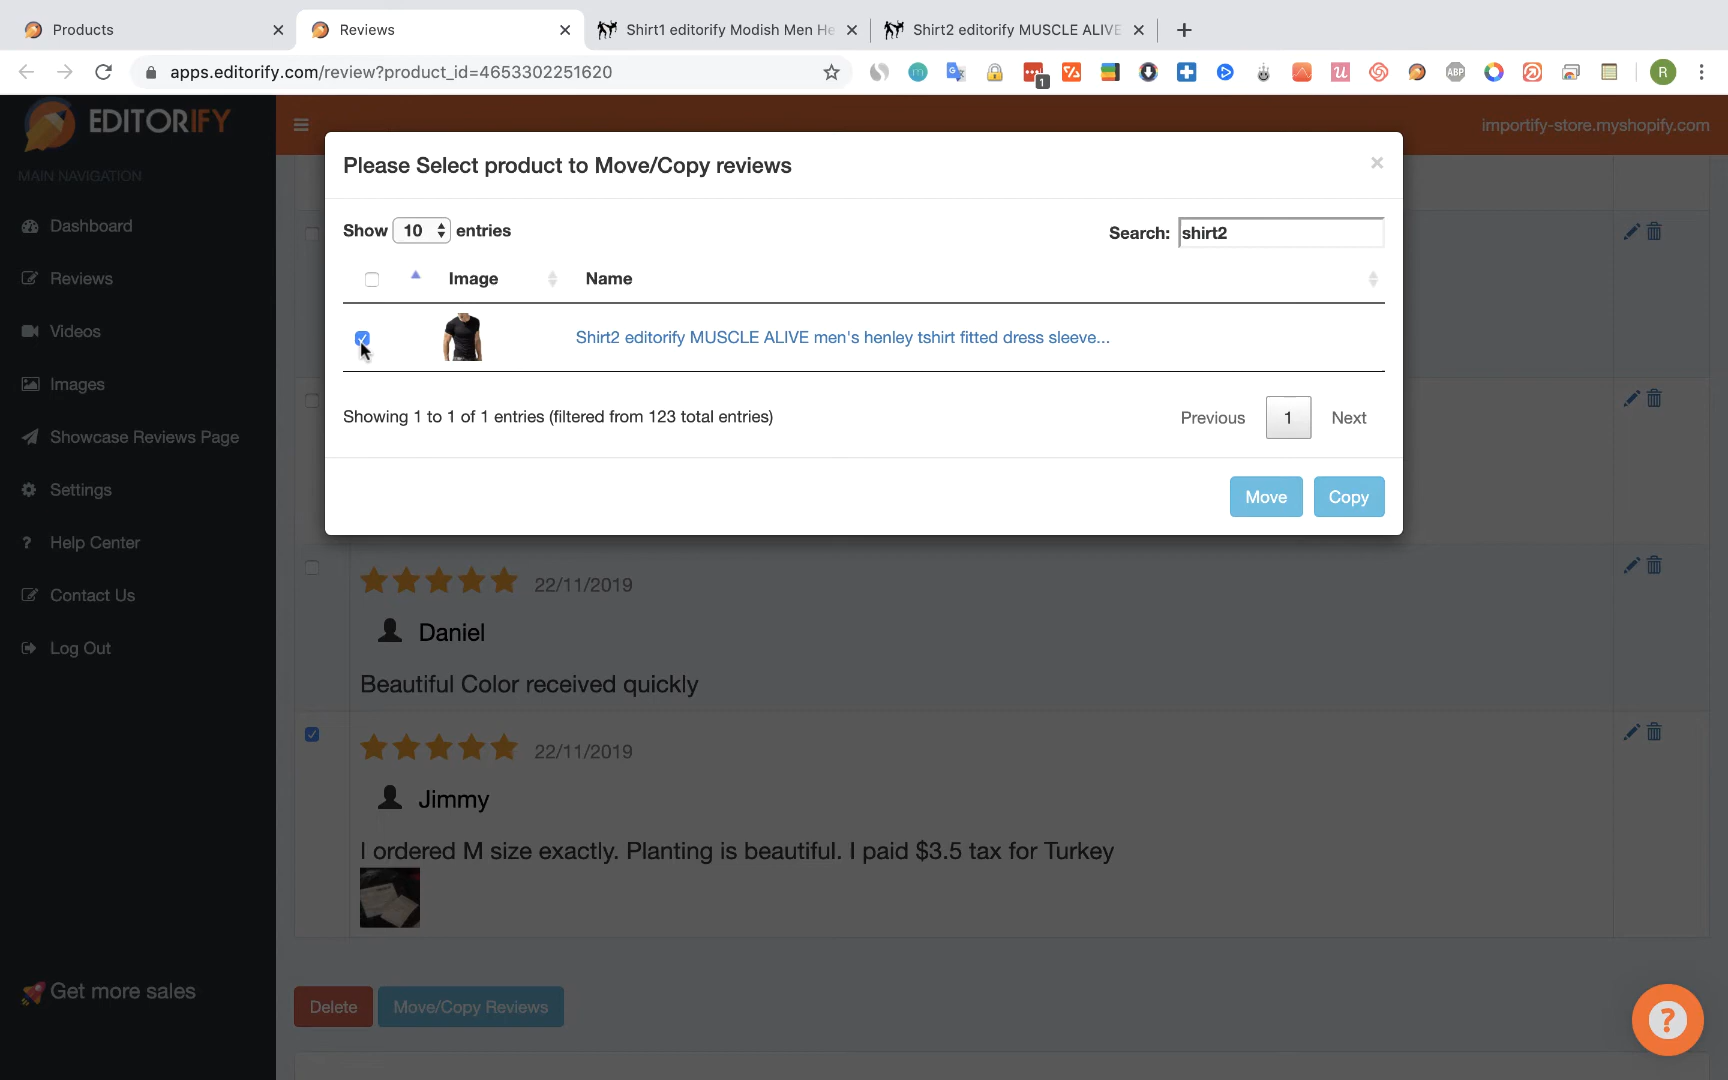 Products
Reviews
Shirt1 editorify Modish Men He
Shirt2 editorify MUSCLE ALIVE
apps.editorify.com/review?product_id=4653302251620
1
ABP
R
EDITORIFY
importify-store.myshopify.com
MAIN NAVIGATION
Dashboard
Reviews
Videos
Images
Showcase Reviews Page
Settings
Help Center
Contact Us
Log Out
Get more sales
Please Select product to Move/Copy reviews
×
Show 10 entries
Search: shirt2
Image
Name
Shirt2 editorify MUSCLE ALIVE men's henley tshirt fitted dress sleeve...
Showing 1 to 1 of 1 entries (filtered from 123 total entries)
Previous
1
Next
Move
Copy
22/11/2019
Daniel
Beautiful Color received quickly
22/11/2019
Jimmy
I ordered M size exactly. Planting is beautiful. I paid $3.5 tax for Turkey
Delete
Move/Copy Reviews
?